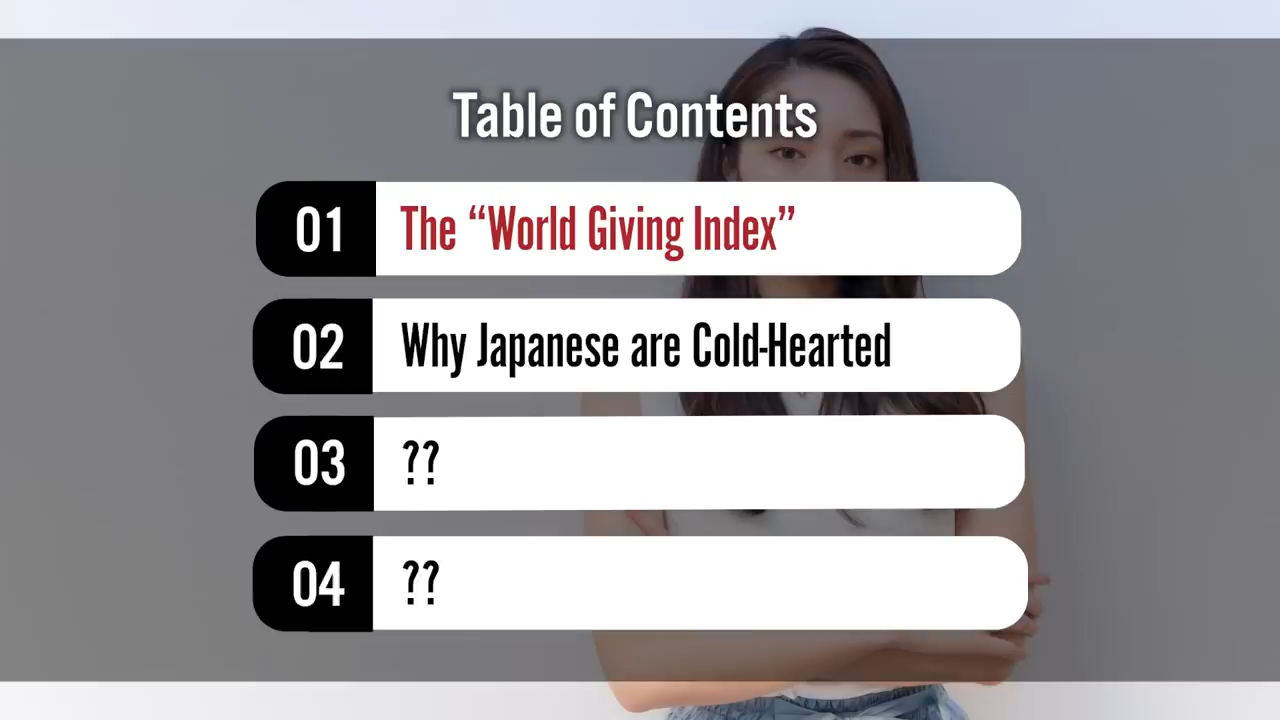 Table of Contents
01 The “World Giving Index”
02 Why Japanese are Cold-Hearted
03 ??
04 ??